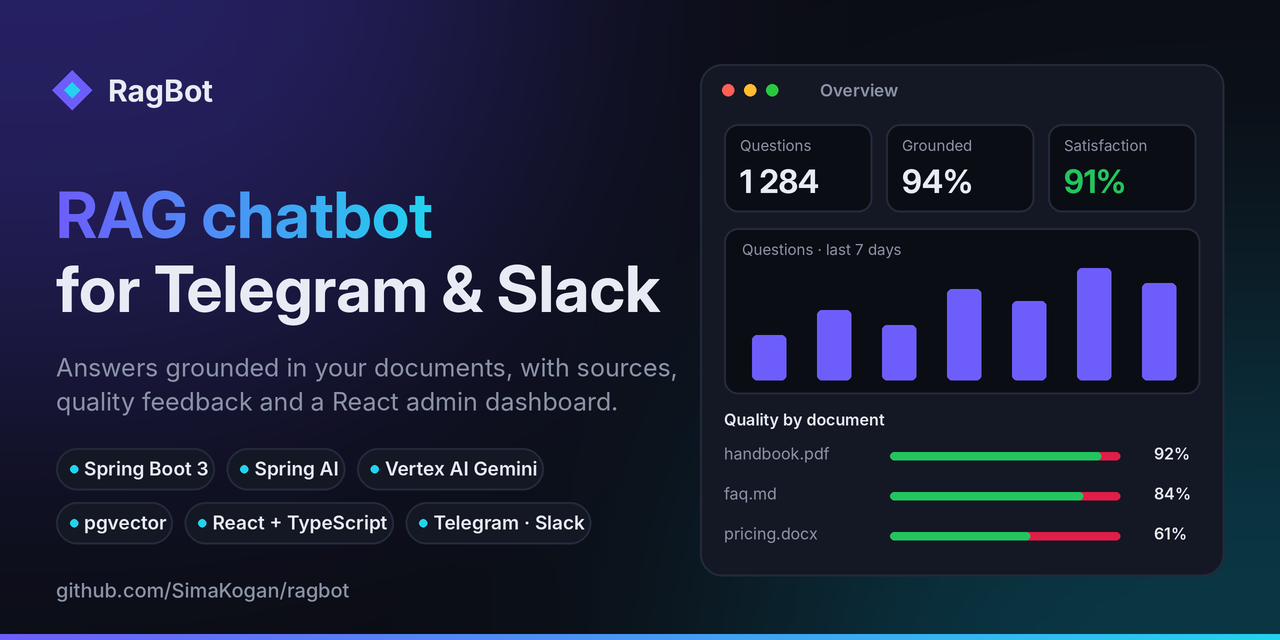 RagBot
RAG chatbot
for Telegram & Slack
Answers grounded in your documents, with sources,
quality feedback and a React admin dashboard.
Spring Boot 3
Spring AI
Vertex AI Gemini
pgvector
React + TypeScript
Telegram · Slack
github.com/SimaKogan/ragbot
Overview
Questions
1 284
Grounded
94%
Satisfaction
91%
Questions · last 7 days
Quality by document
handbook.pdf 92%
faq.md 84%
pricing.docx 61%